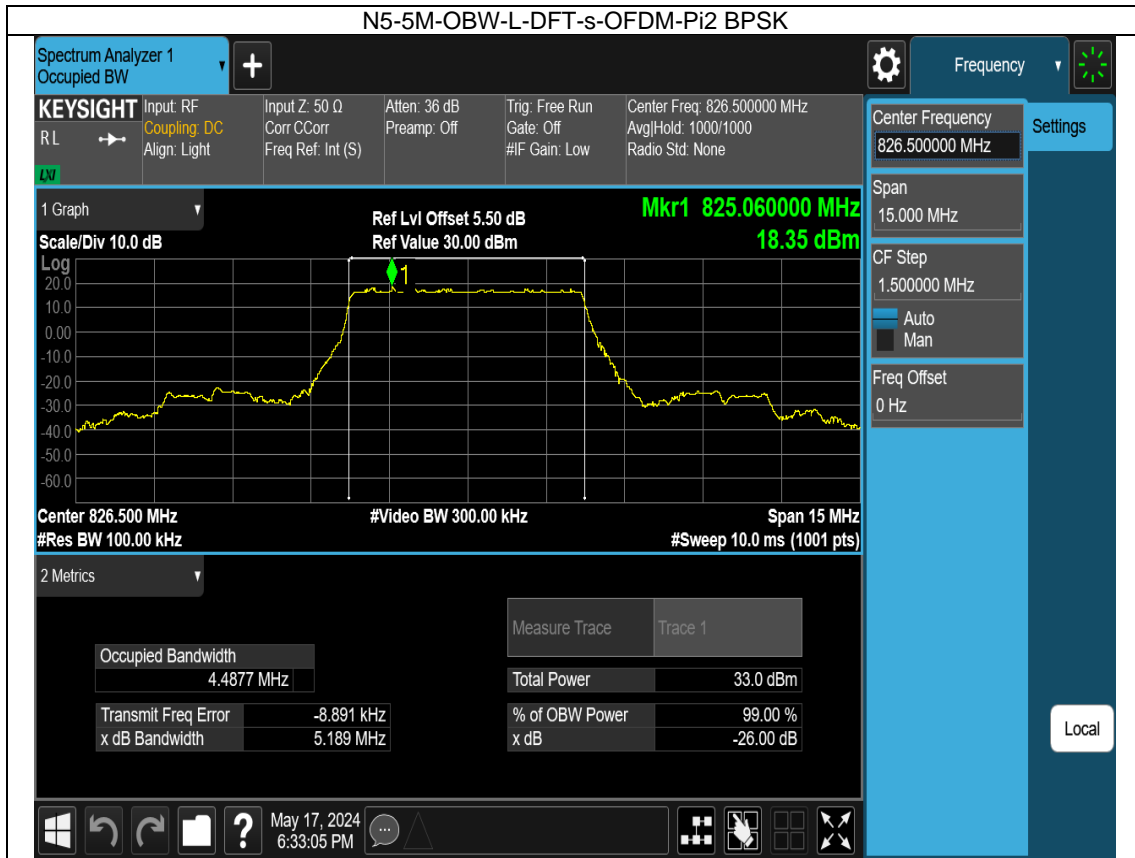 N5-5M-OBW-L-DFT-s-OFDM-Pi2 BPSK
Spectrum Analyzer 1
Occupied BW
+
Frequency
KEYSIGHT
R L
LXI
Input: RF
Coupling: DC
Align: Light
Input Z: 50 Ω
Corr CCorr
Freq Ref: Int (S)
Atten: 36 dB
Preamp: Off
Trig: Free Run
Gate: Off
#IF Gain: Low
Center Freq: 826.500000 MHz
Avg|Hold: 1000/1000
Radio Std: None
Center Frequency
826.500000 MHz
Settings
Span
15.000 MHz
CF Step
1.500000 MHz
Auto
Man
Freq Offset
0 Hz
Local
1 Graph
Scale/Div 10.0 dB
Ref Lvl Offset 5.50 dB
Ref Value 30.00 dBm
Mkr1 825.060000 MHz
18.35 dBm
Log
20.0
10.0
0.00
-10.0
-20.0
-30.0
-40.0
-50.0
-60.0
1
Center 826.500 MHz
#Res BW 100.00 kHz
#Video BW 300.00 kHz
Span 15 MHz
#Sweep 10.0 ms (1001 pts)
2 Metrics
Measure Trace Trace 1
Occupied Bandwidth
4.4877 MHz
Total Power 33.0 dBm
Transmit Freq Error -8.891 kHz
% of OBW Power 99.00 %
x dB Bandwidth 5.189 MHz
x dB -26.00 dB
?
May 17, 2024
6:33:05 PM